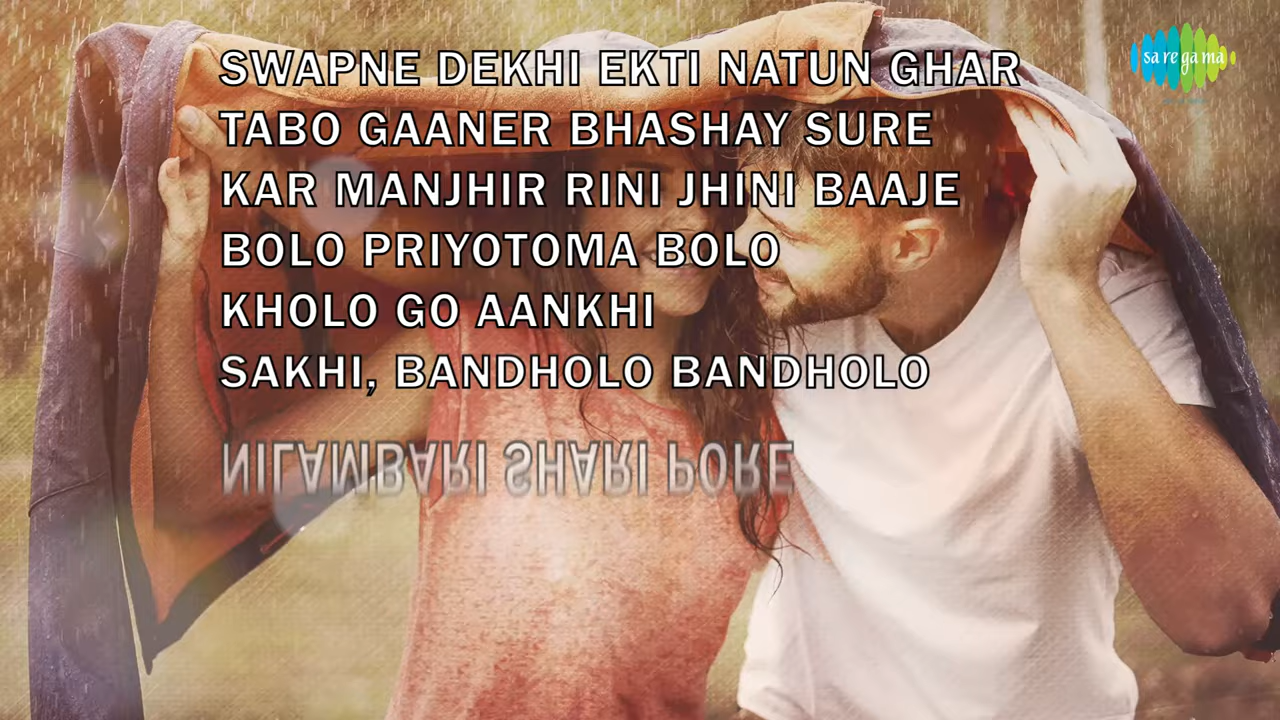 SWAPNE DEKHI EKTI NATUN GHAR
TABO GAANER BHASHAY SURE
KAR MANJHIR RINI JHINI BAAJE
BOLO PRIYOTOMA BOLO
KHOLO GO AANKHI
SAKHI, BANDHOLO BANDHOLO
NILAMBARI SHARI PORE
sa re ga ma